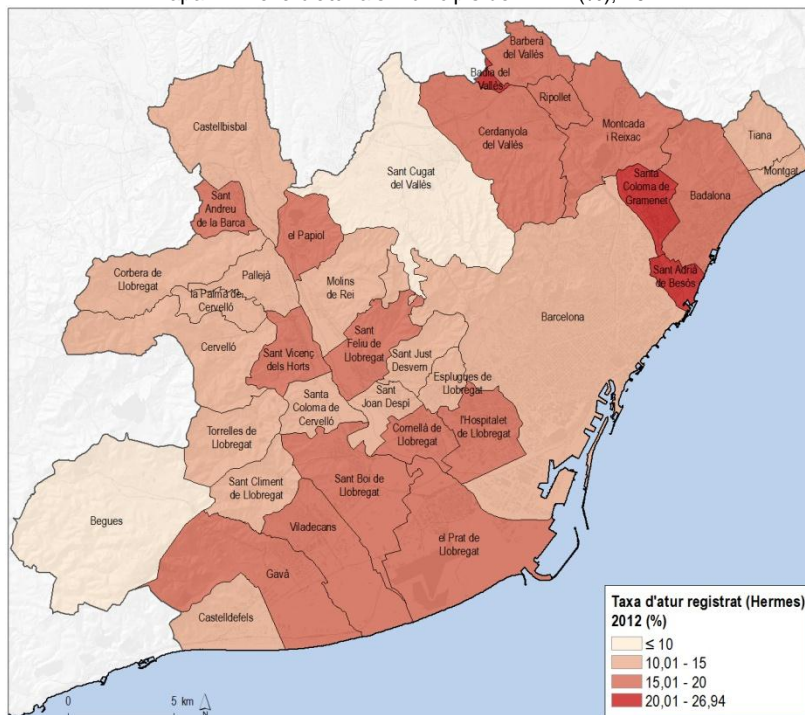 Barberà
del Vallès
Badia del
Vallès
Ripollet
Castellbisbal
Cerdanyola
del Vallès
Montcada
i Reixac
Tiana
Montgat
Sant Cugat
del Vallès
Santa
Coloma de
Gramenet
Badalona
Sant
Andreu
de la Barca
el Papiol
Corbera de
Llobregat
Pallejà
Molins
de Rei
Sant Adrià
de Besòs
la Palma de
Cervelló
Barcelona
Cervelló
Sant Vicenç
dels Horts
Sant
Feliu de
Llobregat
Sant Just
Desvern
Esplugues de
Llobregat
Santa
Coloma de
Cervelló
Sant
Joan Despí
Torrelles de
Llobregat
Cornellà de
Llobregat
l'Hospitalet
de Llobregat
Sant Climent
de Llobregat
Sant Boi de
Llobregat
Begues
Viladecans
el Prat de
Llobregat
Gavà
Castelldefels
Taxa d'atur registrat (Hermes)
2012 (%)
≤ 10
10,01 - 15
15,01 - 20
20,01 - 26,94
0 5 km
N